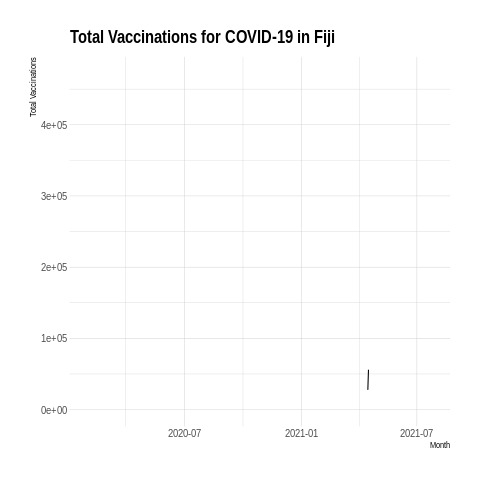 Total Vaccinations for COVID-19 in Fiji
Total Vaccinations
4e+05
3e+05
2e+05
1e+05
0e+00
2020-07 2021-01 2021-07
Month